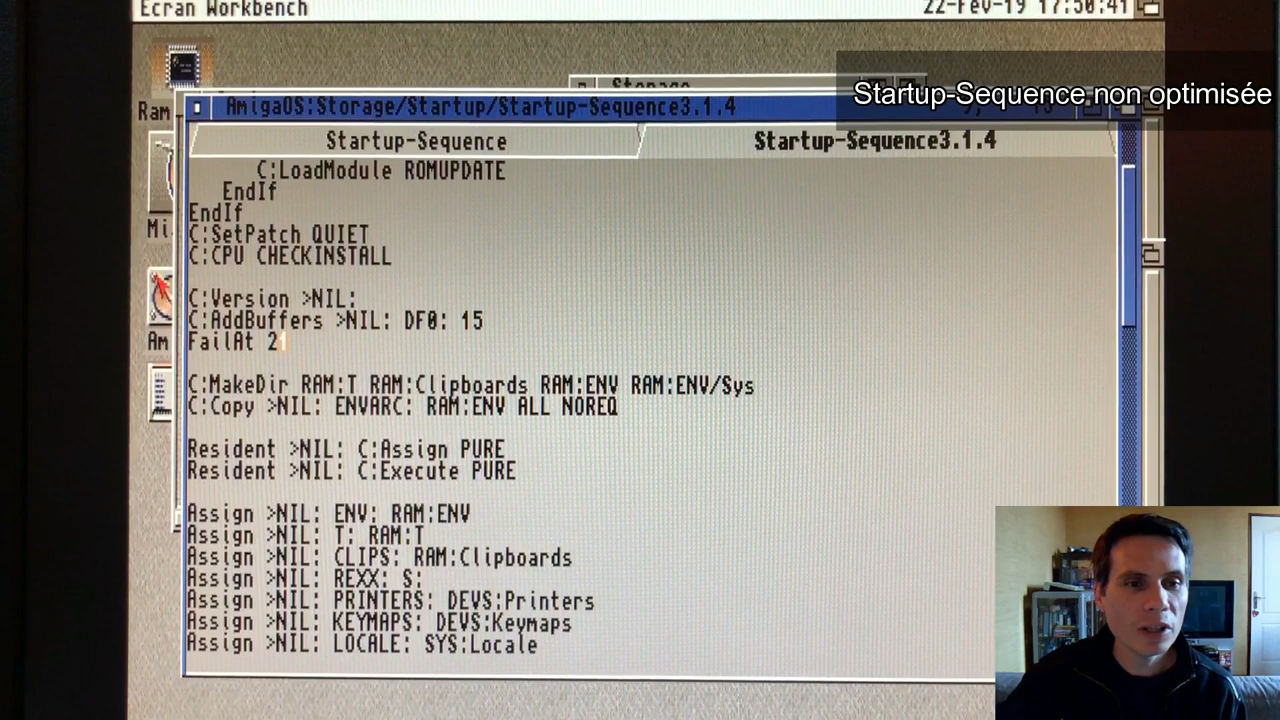 Ecran Workbench
22-Fév-19 17:50:41
Startup-Sequence non optimisée
Storage
Ram
AmigaOS:Storage/Startup/Startup-Sequence3.1.4
Startup-Sequence
Startup-Sequence3.1.4
C:LoadModule ROMUPDATE
EndIf
EndIf
C:SetPatch QUIET
C:CPU CHECKINSTALL
C:Version >NIL:
C:AddBuffers >NIL: DF0: 15
FailAt 21
C:MakeDir RAM:T RAM:Clipboards RAM:ENV RAM:ENV/Sys
C:Copy >NIL: ENVARC: RAM:ENV ALL NOREQ
Resident >NIL: C:Assign PURE
Resident >NIL: C:Execute PURE
Assign >NIL: ENV: RAM:ENV
Assign >NIL: T: RAM:T
Assign >NIL: CLIPS: RAM:Clipboards
Assign >NIL: REXX: S:
Assign >NIL: PRINTERS: DEVS:Printers
Assign >NIL: KEYMAPS: DEVS:Keymaps
Assign >NIL: LOCALE: SYS:Locale
Mi
Am